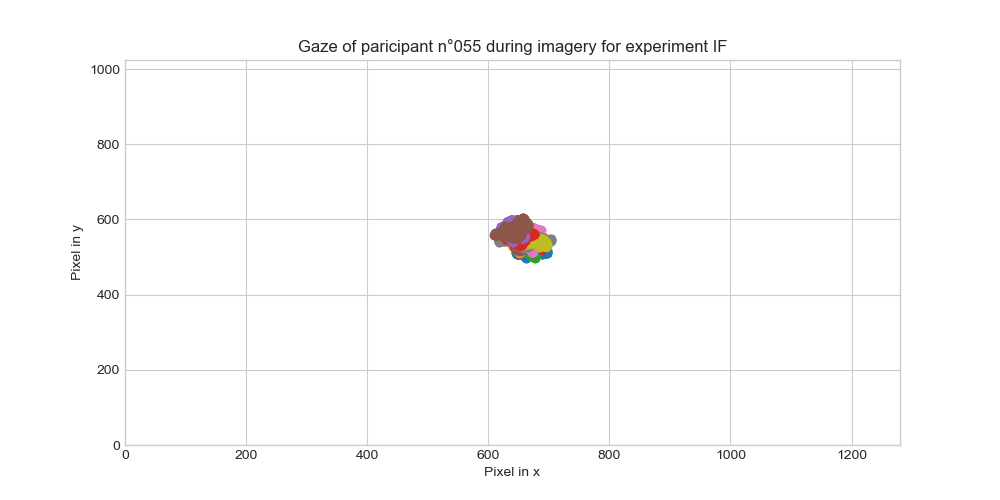 Gaze of paricipant n°055 during imagery for experiment IF
1000
800
600
400
200
0
Pixel in y
0 200 400 600 800 1000 1200
Pixel in x